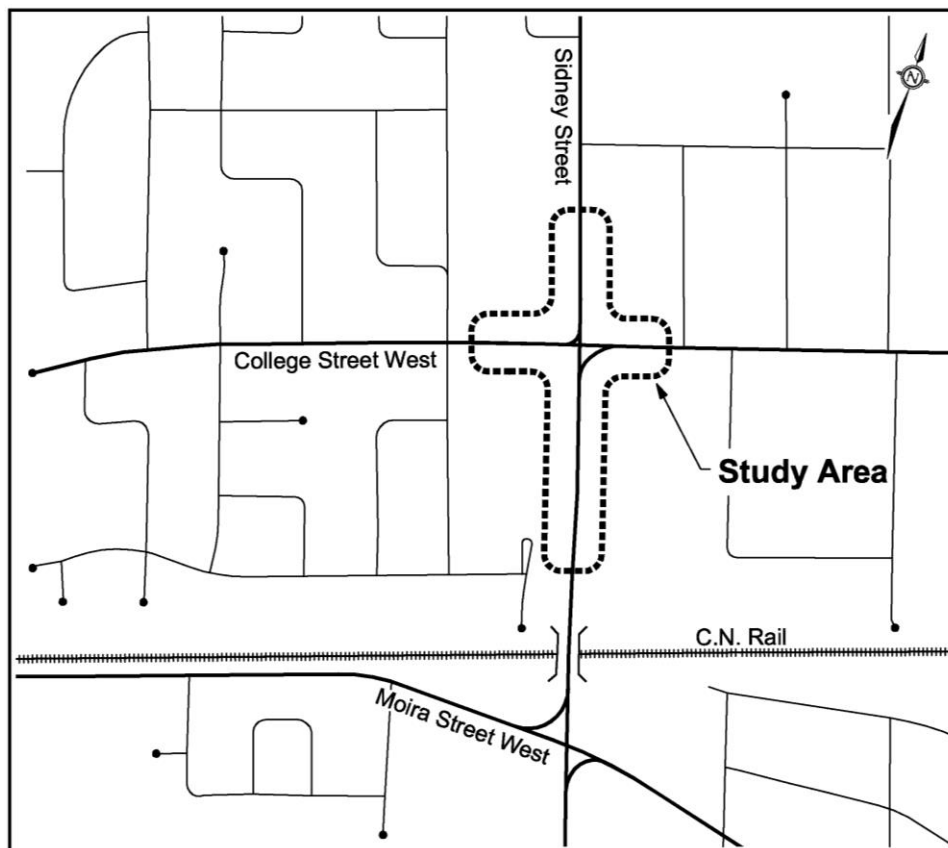 N
Sidney Street
College Street West
Study Area
C.N. Rail
Moira Street West